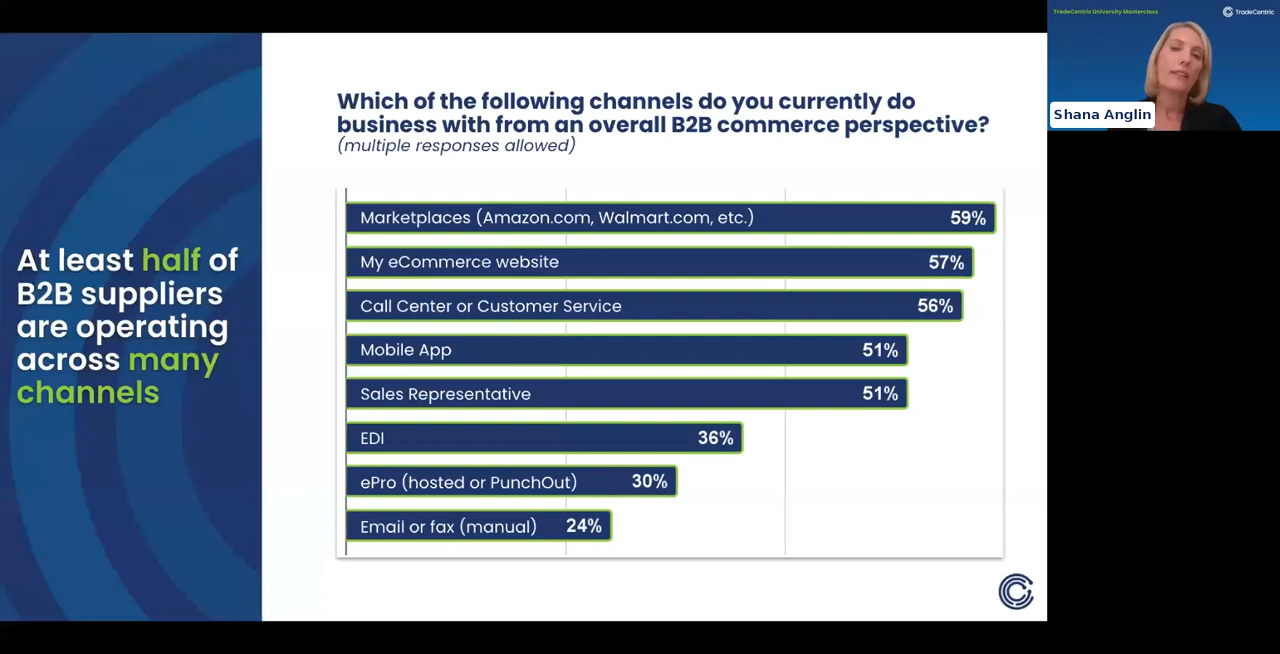 TradeCentric University Masterclass
TradeCentric
Shana Anglin
At least half of
B2B suppliers
are operating
across many
channels
Which of the following channels do you currently do
business with from an overall B2B commerce perspective?
(multiple responses allowed)
Marketplaces (Amazon.com, Walmart.com, etc.) 59%
My eCommerce website 57%
Call Center or Customer Service 56%
Mobile App 51%
Sales Representative 51%
EDI 36%
ePro (hosted or PunchOut) 30%
Email or fax (manual) 24%